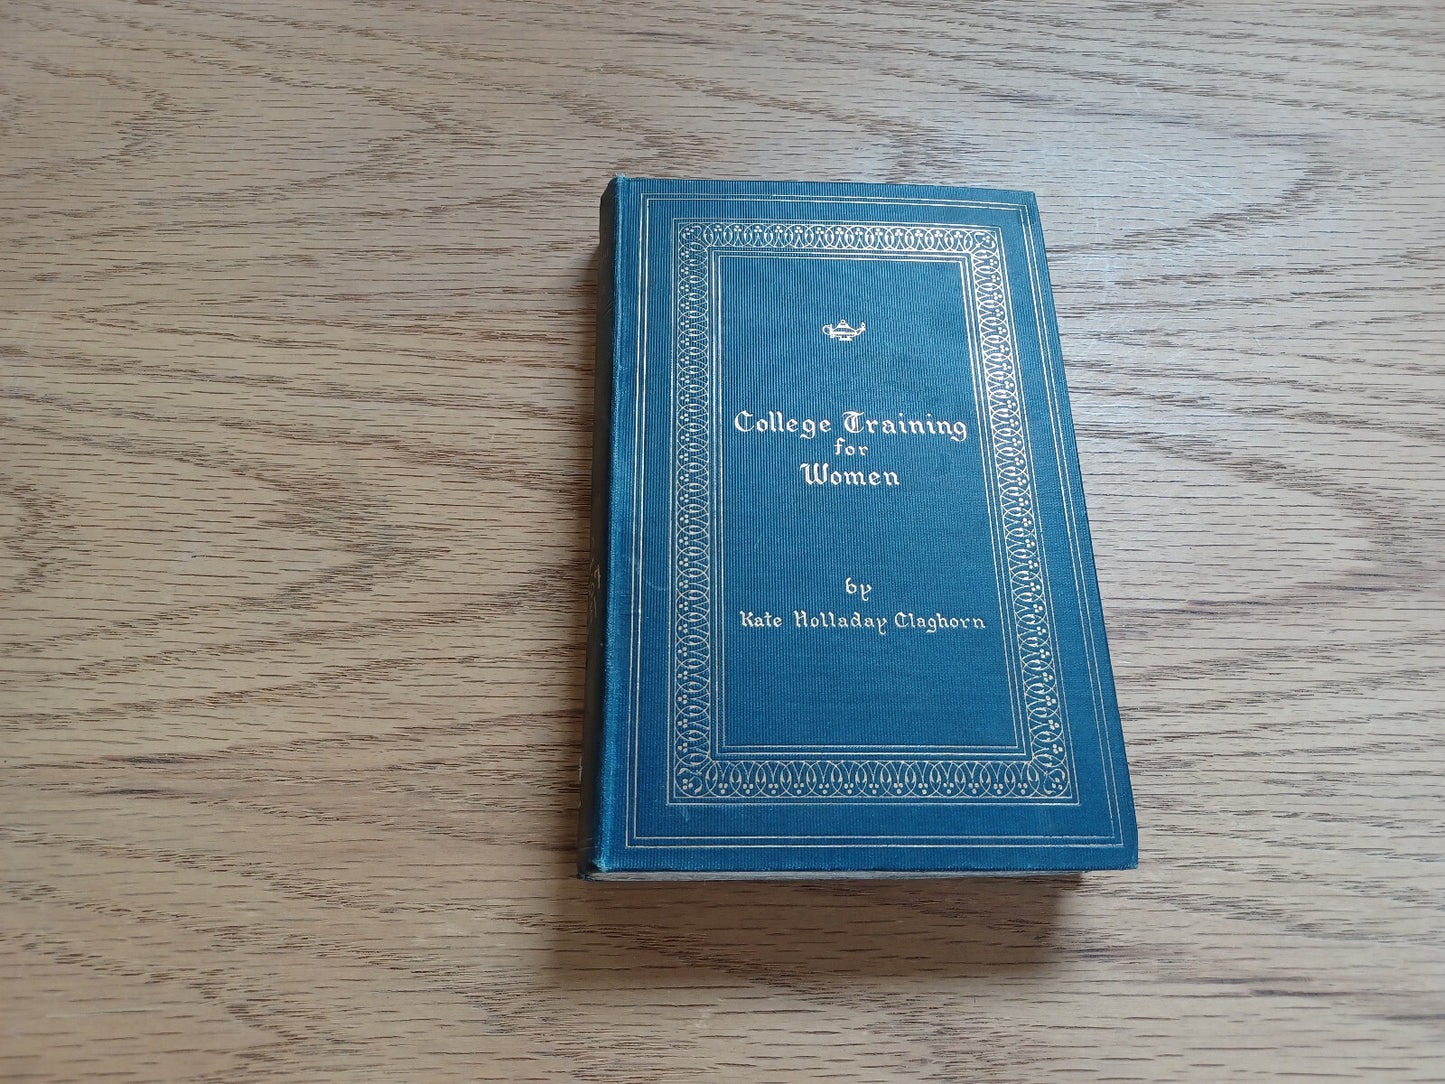 College Training
for
Women
by
Kate Holladay Claghorn